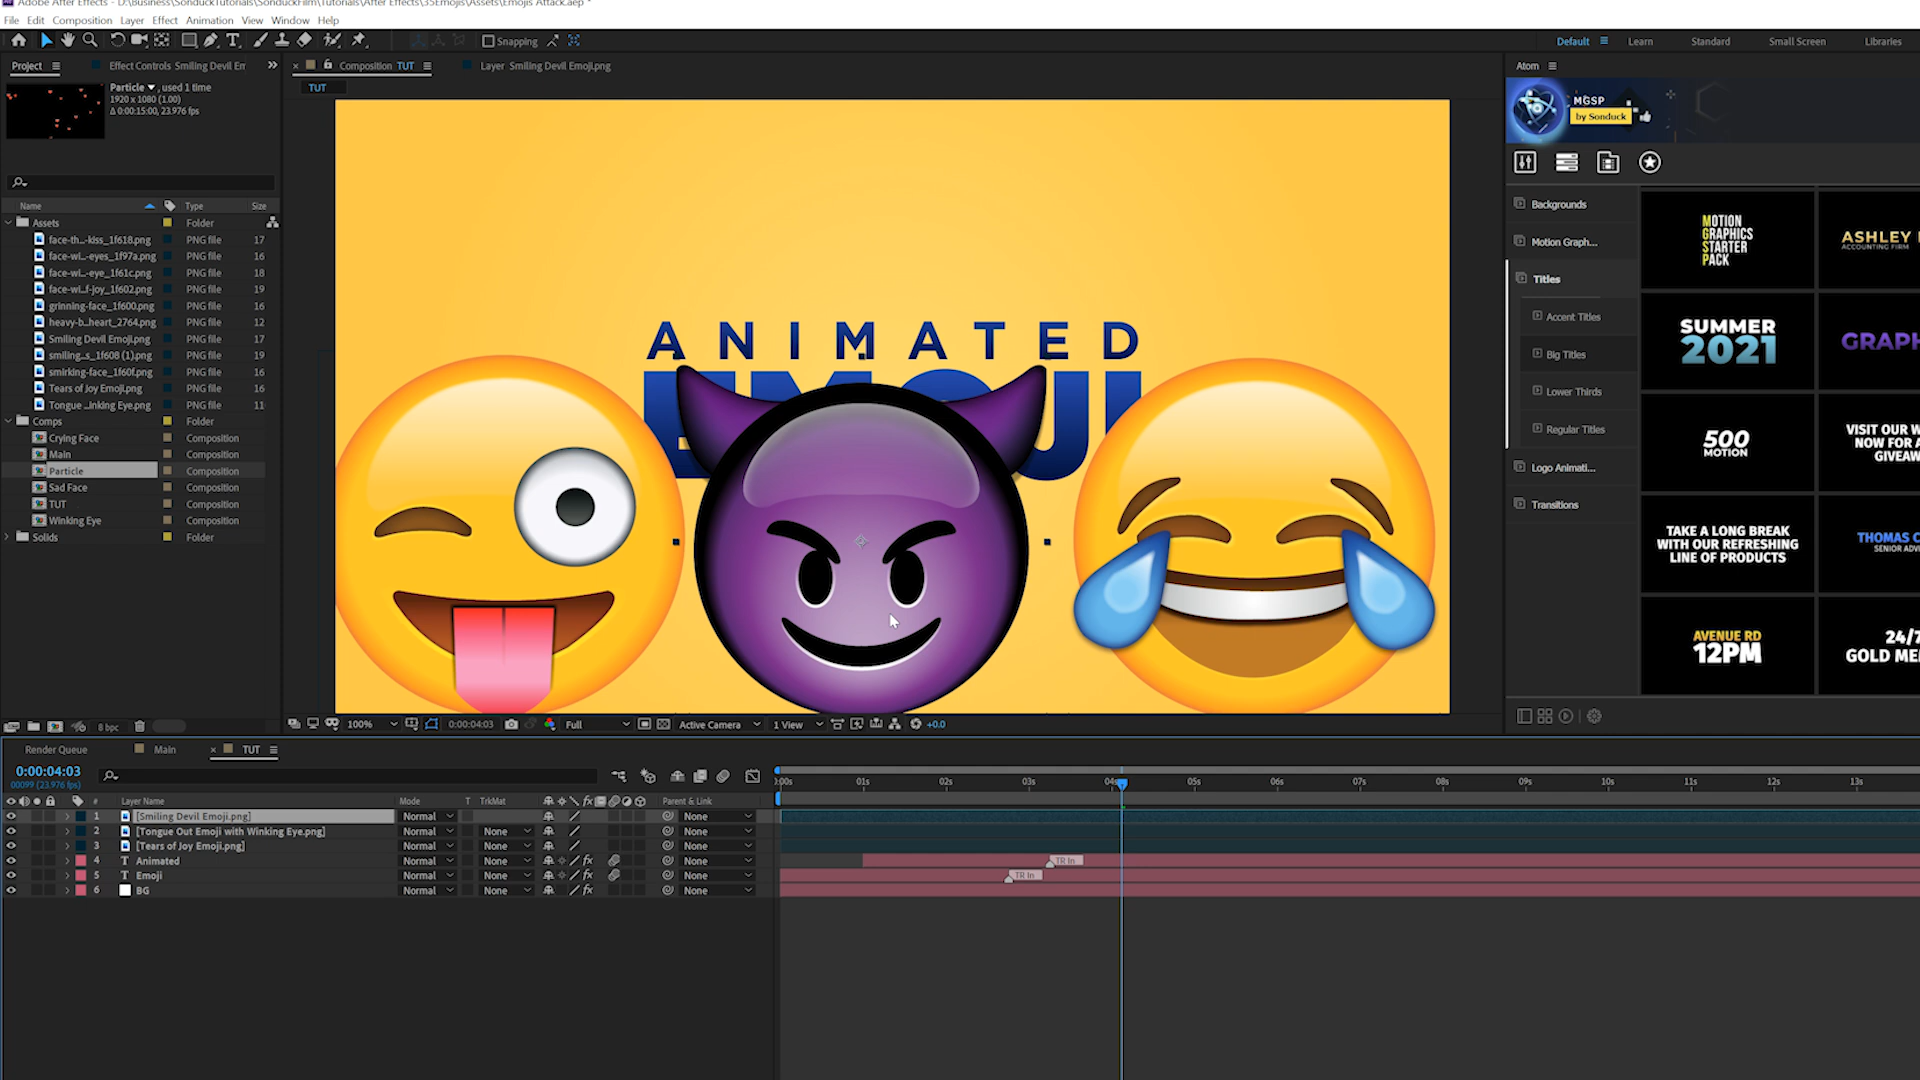 Adobe After Effects - D:\Business\SonduckTutorials\SonduckFilm\Tutorials\After Effects\35Emojis\Assets\Emojis Attack.aep *
File Edit Composition Layer Effect Animation View Window Help
Snapping
Default Learn Standard Small Screen Libraries
Project Effect Controls Smiling Devil Em
Composition TUT Layer Smiling Devil Emoji.png
TUT
Atom
Particle , used 1 time
1920 x 1080 (1.00)
Δ 0:00:15:00, 23.976 fps
MGSP
by Sonduck
Name Type Size
Assets Folder
face-th...-kiss_1f618.png PNG file 17
face-wi...-eyes_1f97a.png PNG file 16
face-wi...-eye_1f61c.png PNG file 18
face-wi...f-joy_1f602.png PNG file 19
grinning-face_1f600.png PNG file 16
heavy-b...heart_2764.png PNG file 12
Smiling Devil Emoji.png PNG file 17
smiling...s_1f608 (1).png PNG file 19
smirking-face_1f60f.png PNG file 16
Tears of Joy Emoji.png PNG file 16
Tongue ...inking Eye.png PNG file 11
Comps Folder
Crying Face Composition
Main Composition
Particle Composition
Sad Face Composition
TUT Composition
Winking Eye Composition
Solids Folder
8 bpc
ANIMATED
EMOJI
100% 0:00:04:03 Full Active Camera 1 View +0.0
Backgrounds
Motion Graph...
Titles
Accent Titles
Big Titles
Lower Thirds
Regular Titles
Logo Animati...
Transitions
MOTION
GRAPHICS
STARTER
PACK
ASHLEY
ACCOUNTING FIRM
SUMMER
2021
GRAPH
500
MOTION
VISIT OUR W
NOW FOR A
GIVEAW
TAKE A LONG BREAK
WITH OUR REFRESHING
LINE OF PRODUCTS
THOMAS C
SENIOR ADVI
AVENUE RD
12PM
24/7
GOLD ME
Render Queue Main TUT
0:00:04:03
00099 (23.976 fps)
# Layer Name Mode T TrkMat Parent & Link
:00s 01s 02s 03s 04s 05s 06s 07s 08s 09s 10s 11s 12s 13s
1 [Smiling Devil Emoji.png] Normal None
2 [Tongue Out Emoji with Winking Eye.png] Normal None None
3 [Tears of Joy Emoji.png] Normal None None
4 T Animated Normal None None TR In
5 T Emoji Normal None None TR In
6 BG Normal None None